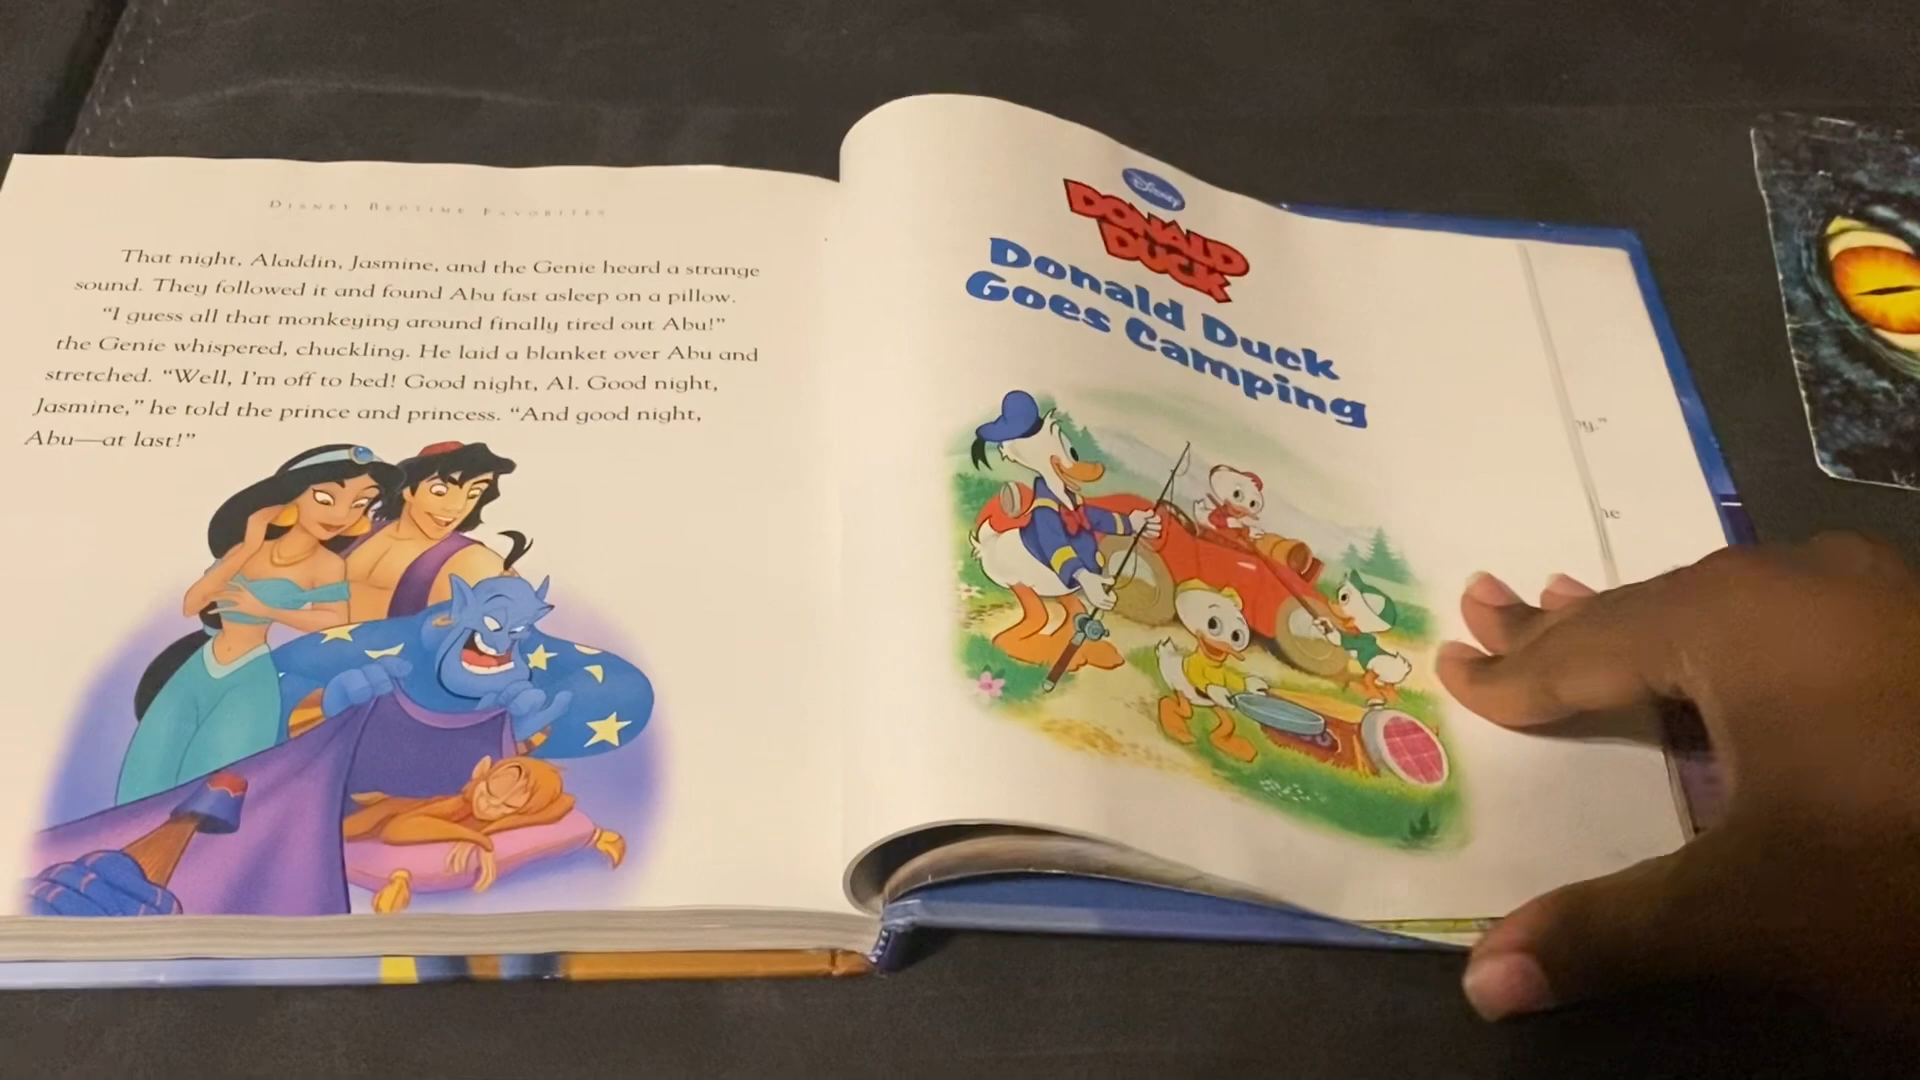 DISNEY BEDTIME FAVORITES
That night, Aladdin, Jasmine, and the Genie heard a strange
sound. They followed it and found Abu fast asleep on a pillow.
“I guess all that monkeying around finally tired out Abu!”
the Genie whispered, chuckling. He laid a blanket over Abu and
stretched. “Well, I’m off to bed! Good night, Al. Good night,
Jasmine,” he told the prince and princess. “And good night,
Abu—at last!”
Disney
DONALD
DUCK
Donald Duck
Goes Camping